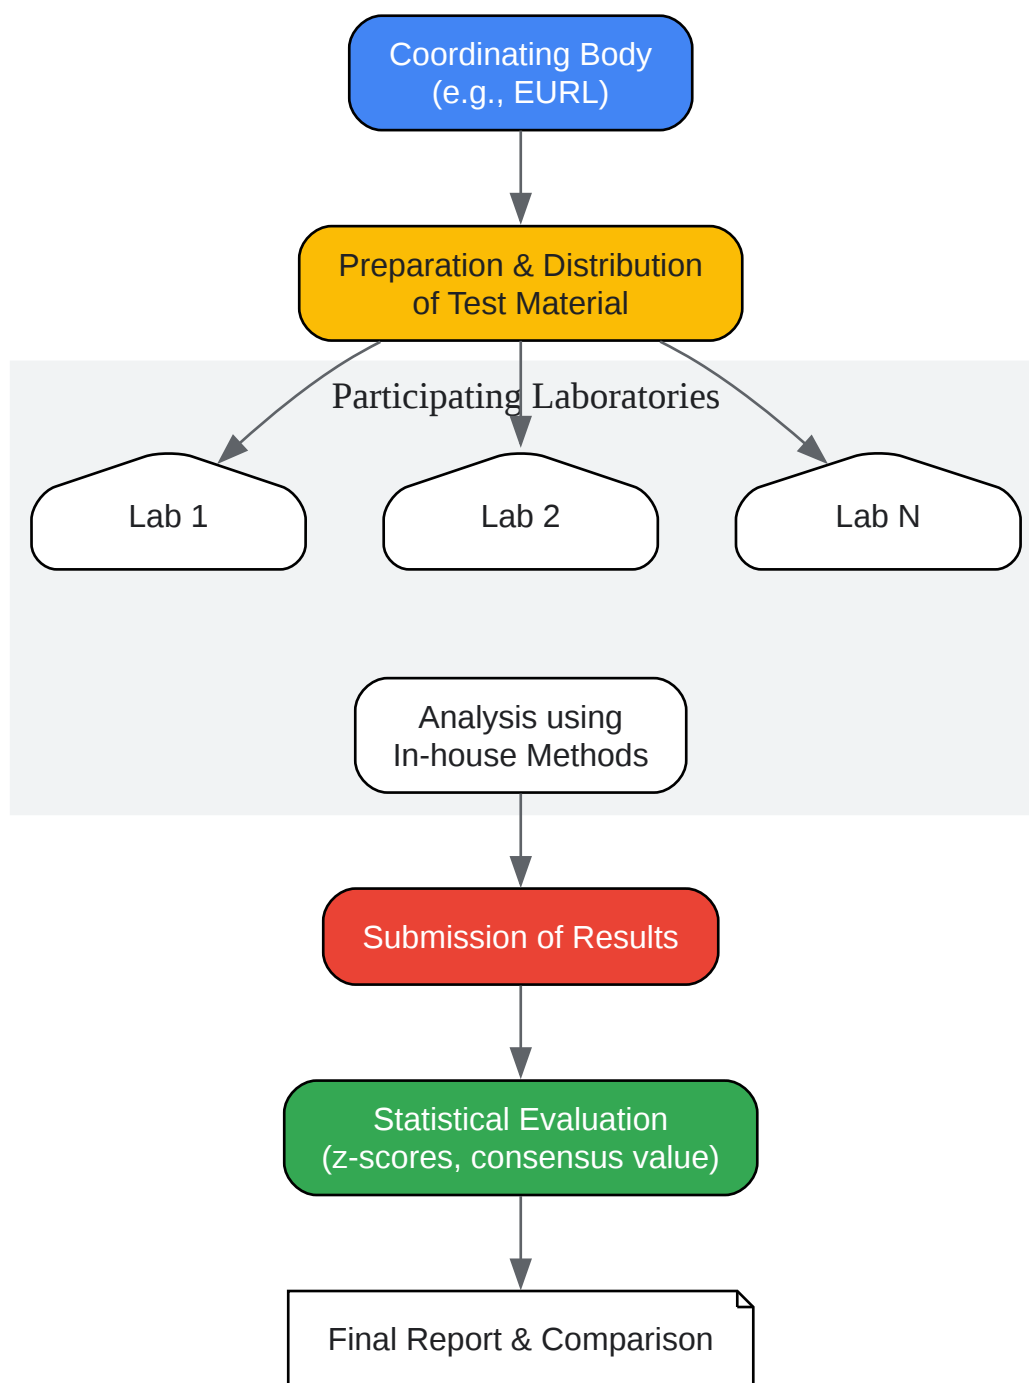 Coordinating Body
(e.g., EURL)
Preparation & Distribution
of Test Material
Participating Laboratories
Lab 1
Lab 2
Lab N
Analysis using
In-house Methods
Submission of Results
Statistical Evaluation
(z-scores, consensus value)
Final Report & Comparison